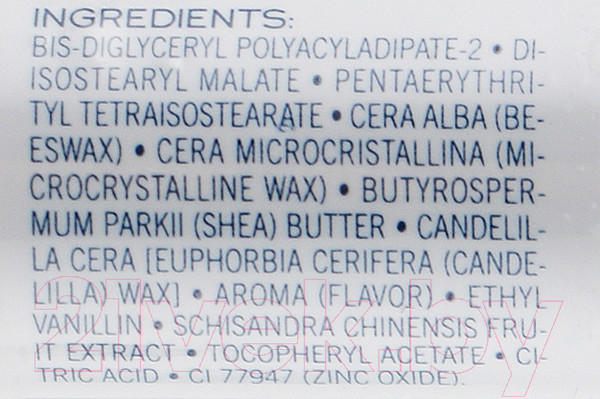 INGREDIENTS:
BIS-DIGLYCERYL POLYACYLADIPATE-2 • DI-
ISOSTEARYL MALATE • PENTAERYTHRI-
TYL TETRAISOSTEARATE • CERA ALBA (BE-
ESWAX) • CERA MICROCRISTALLINA (MI-
CROCRYSTALLINE WAX) • BUTYROSPER-
MUM PARKII (SHEA) BUTTER • CANDELIL-
LA CERA [EUPHORBIA CERIFERA (CANDE-
LILLA) WAX] • AROMA (FLAVOR) • ETHYL
VANILLIN • SCHISANDRA CHINENSIS FRU-
IT EXTRACT • TOCOPHERYL ACETATE • CI-
TRIC ACID • CI 77947 (ZINC OXIDE).
21vek.by